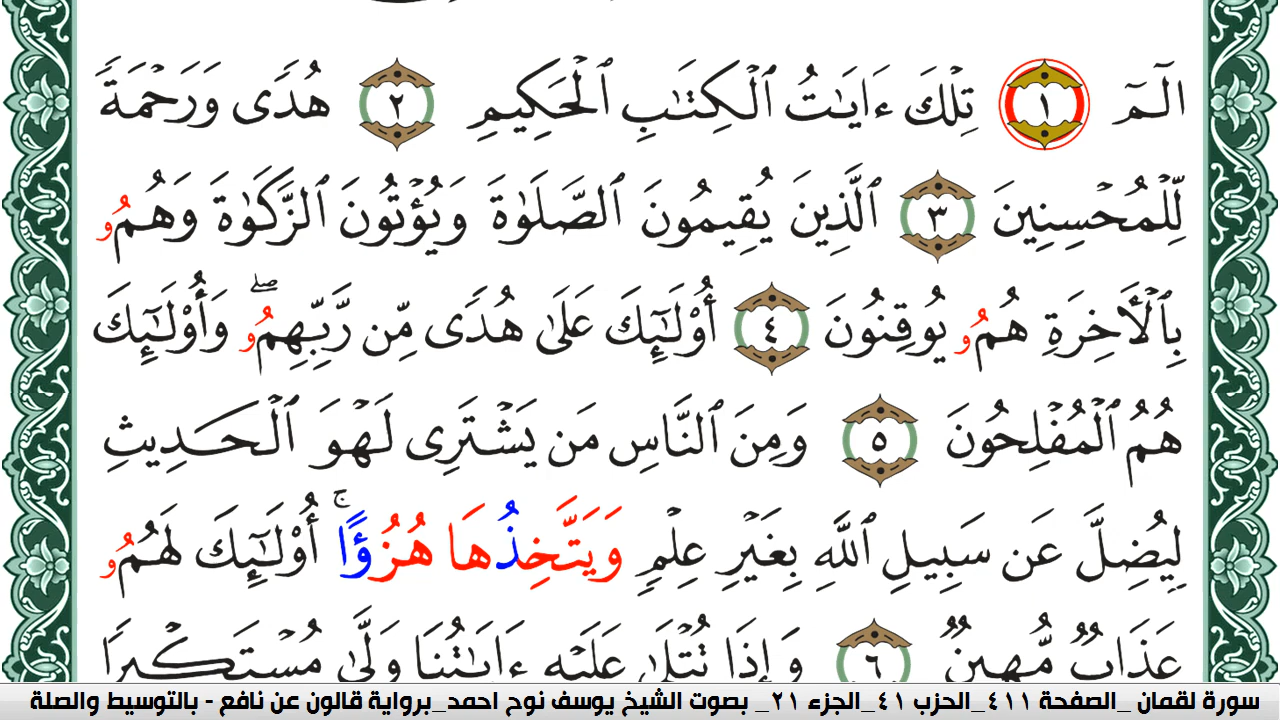 الٓمٓ ١ تِلْكَ ءَايَٰتُ ٱلْكِتَٰبِ ٱلْحَكِيمِ ٢ هُدًى وَرَحْمَةً
لِّلْمُحْسِنِينَ ٣ ٱلَّذِينَ يُقِيمُونَ ٱلصَّلَوٰةَ وَيُؤْتُونَ ٱلزَّكَوٰةَ وَهُمُو
بِٱلْأَخِرَةِ هُمُو يُوقِنُونَ ٤ أُوْلَٰٓئِكَ عَلَىٰ هُدًى مِّن رَّبِّهِمُوۖ وَأُوْلَٰٓئِكَ
هُمُ ٱلْمُفْلِحُونَ ٥ وَمِنَ ٱلنَّاسِ مَن يَشْتَرِى لَهْوَ ٱلْحَدِيثِ
لِيُضِلَّ عَن سَبِيلِ ٱللَّهِ بِغَيْرِ عِلْمٍ وَيَتَّخِذُهَا هُزُؤًاۚ أُوْلَٰٓئِكَ لَهُمُو
عَذَابٌ مُّهِينٌ ٦ وَإِذَا تُتْلَىٰ عَلَيْهِ ءَايَٰتُنَا وَلَّىٰ مُسْتَكْبِرًا
سورة لقمان _الصفحة ٤١١_الحزب ٤١_الجزء ٢١_ بصوت الشيخ يوسف نوح احمد_برواية قالون عن نافع - بالتوسيط والصلة